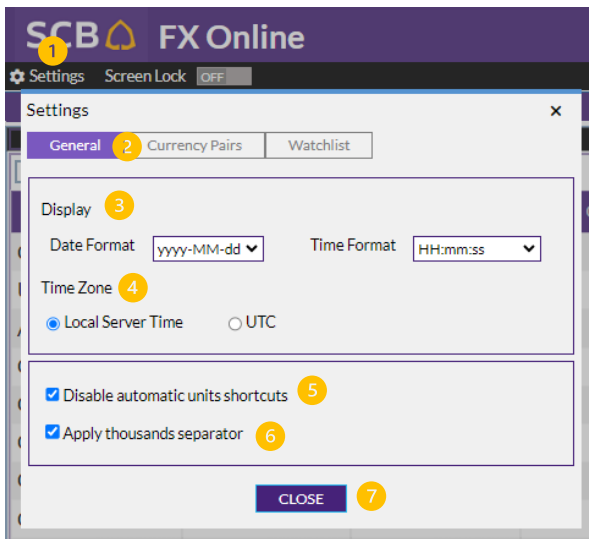 SCB FX Online
1
Settings Screen Lock OFF
Settings x
General 2 Currency Pairs Watchlist
Display 3
Date Format yyyy-MM-dd Time Format HH:mm:ss
Time Zone 4
Local Server Time UTC
Disable automatic units shortcuts 5
Apply thousands separator 6
CLOSE 7